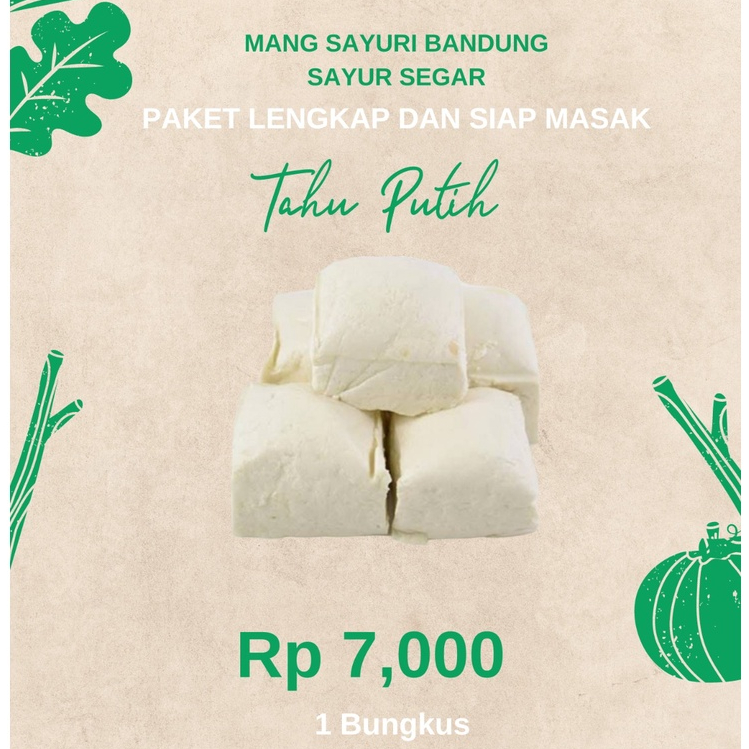 MANG SAYURI BANDUNG
SAYUR SEGAR
PAKET LENGKAP DAN SIAP MASAK
Tahu Putih
Rp 7,000
1 Bungkus